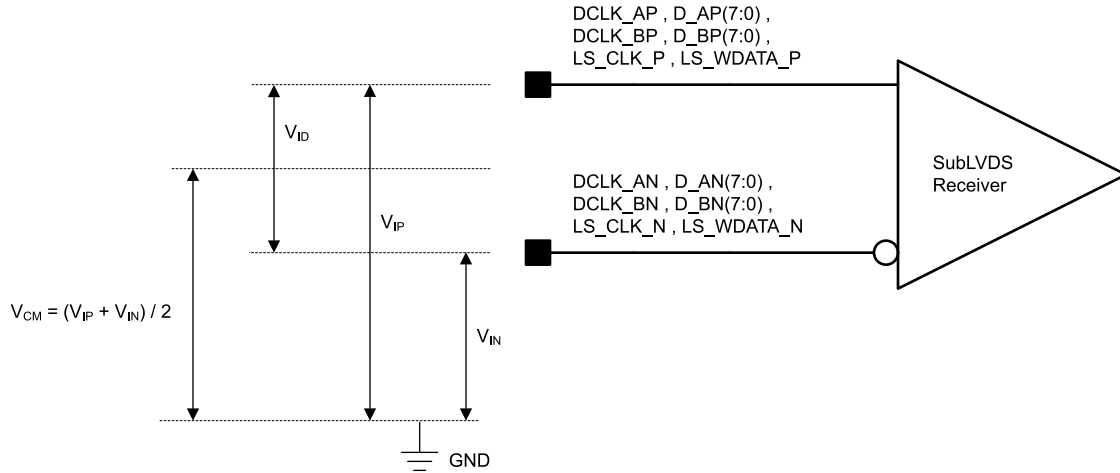 DCLK_AP , D_AP(7:0) ,
DCLK_BP , D_BP(7:0) ,
LS_CLK_P , LS_WDATA_P
VID
SubLVDS
Receiver
DCLK_AN , D_AN(7:0) ,
DCLK_BN , D_BN(7:0) ,
LS_CLK_N , LS_WDATA_N
VIP
VCM = (VIP + VIN) / 2
VIN
GND